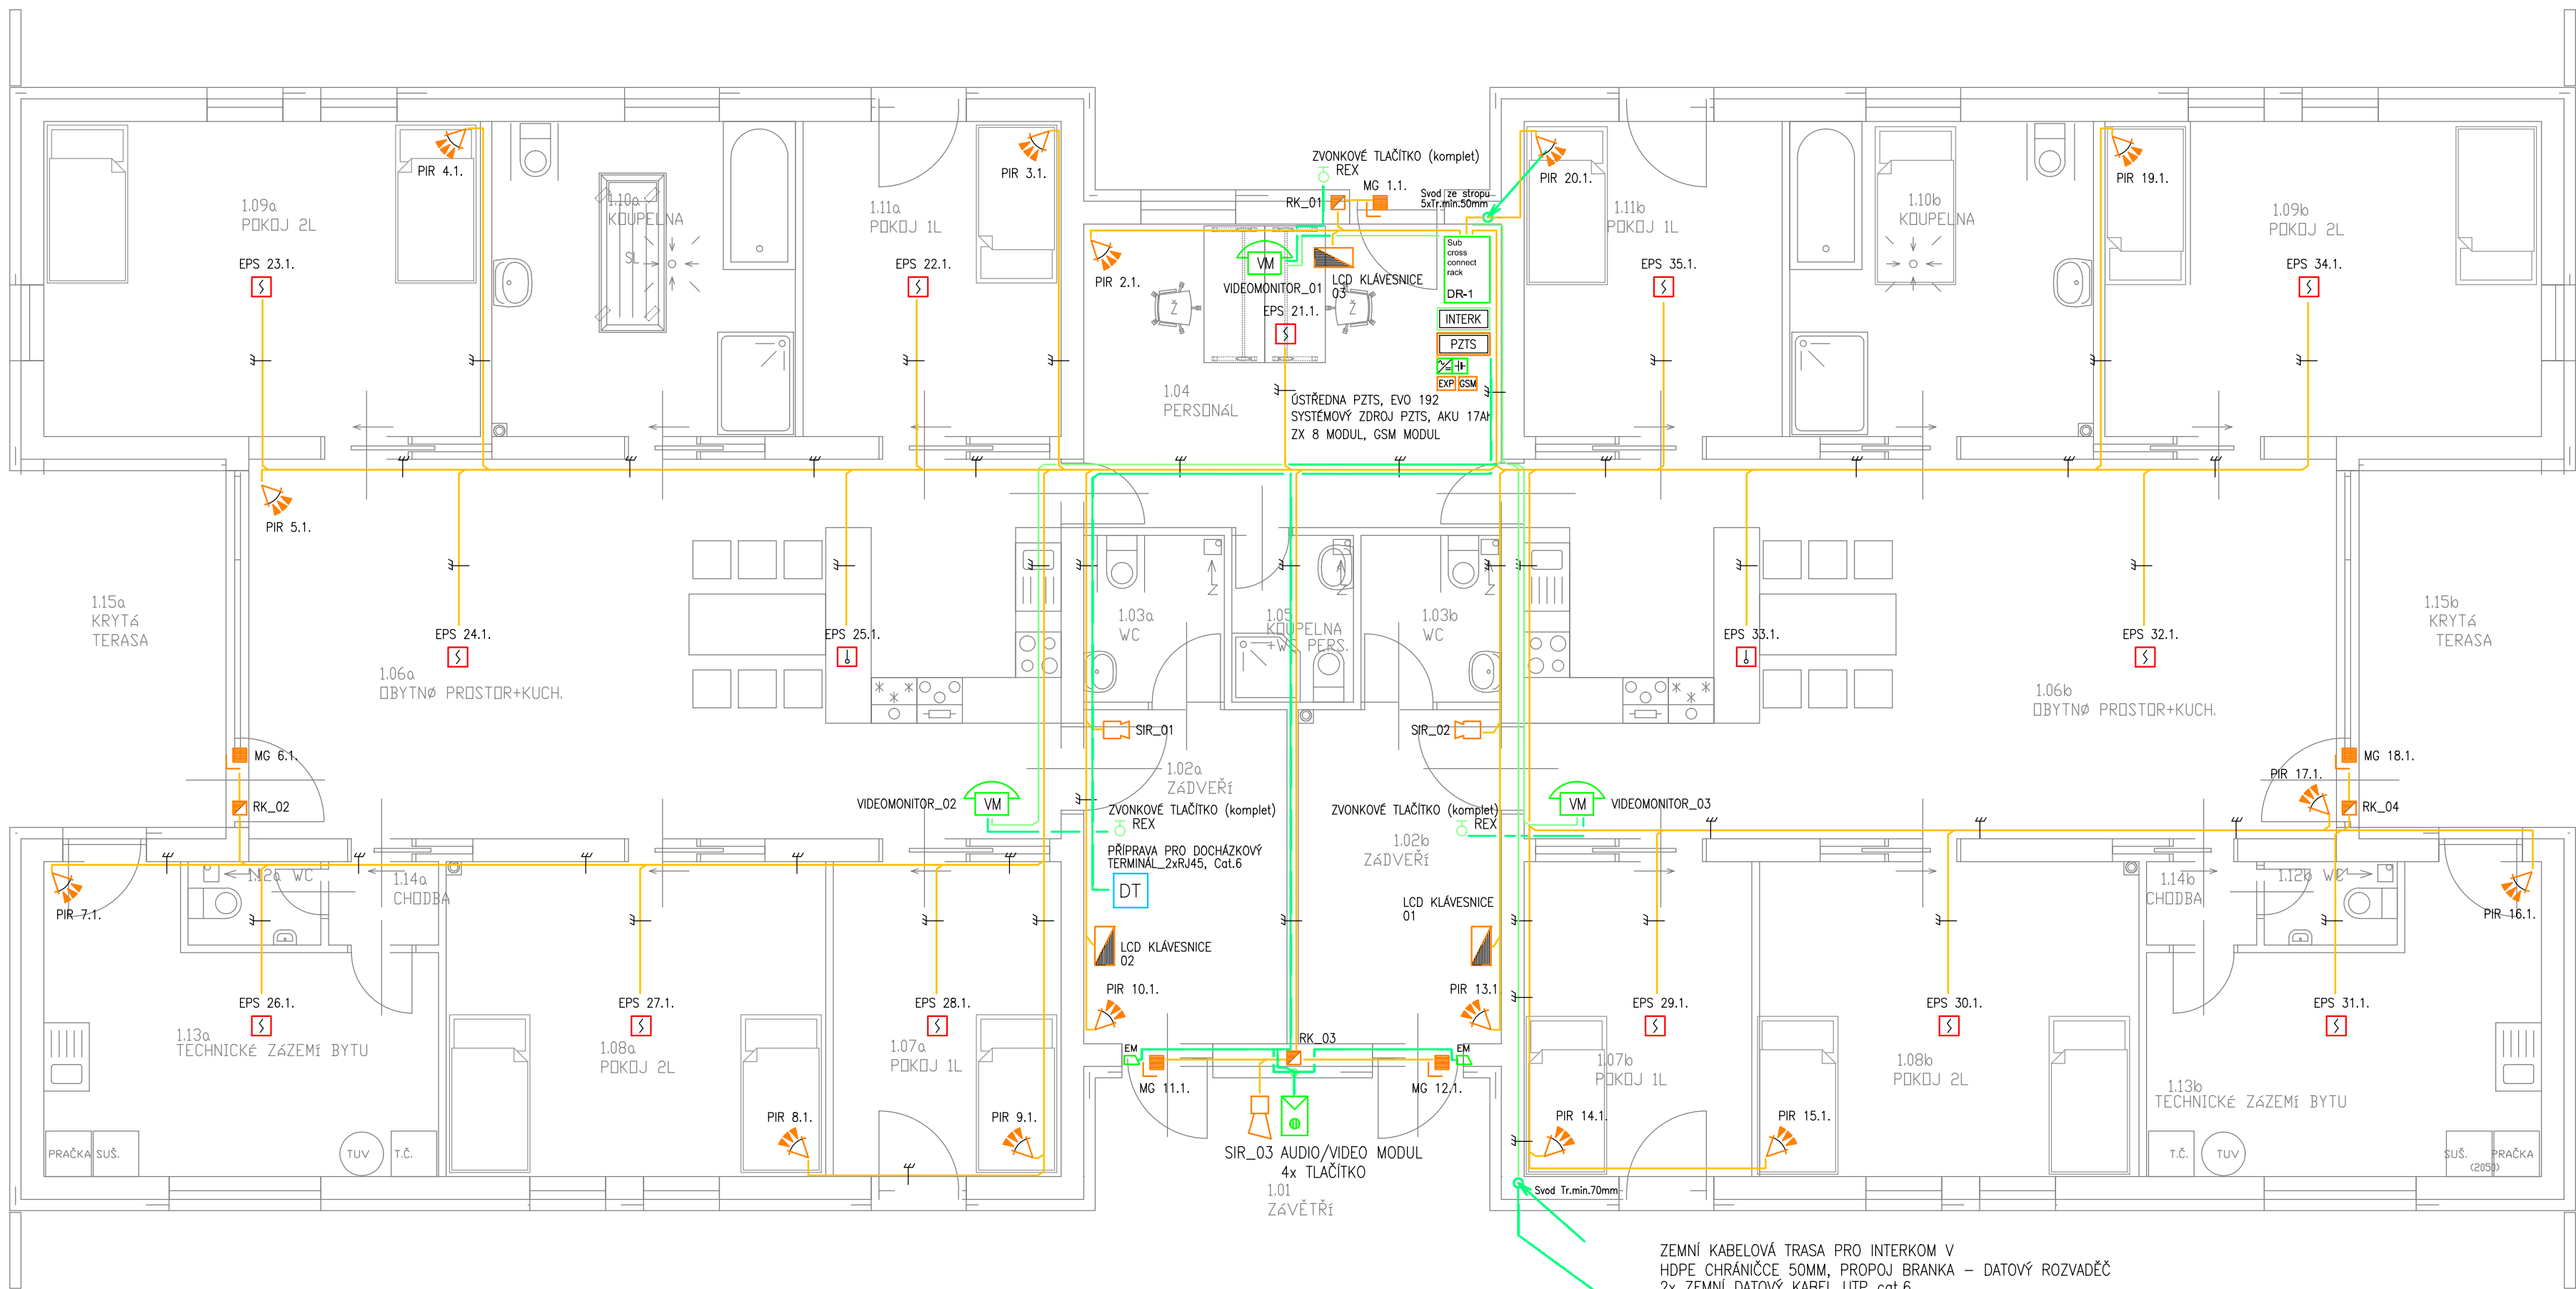 ZVONKOVÉ TLAČÍTKO (komplet)
REX
MG 1.1.
RK_01
Svod ze stropu
5xTr.min.50mm
PIR 4.1.
PIR 3.1.
PIR 20.1.
PIR 19.1.
1.09a
POKOJ 2L
1.10a
KOUPELNA
SL
1.11a
POKOJ 1L
1.11b
POKOJ 1L
1.10b
KOUPELNA
1.09b
POKOJ 2L
EPS 23.1.
EPS 22.1.
PIR 2.1.
VM
VIDEOMONITOR_01
LCD KLÁVESNICE
03
Sub
cross
connect
rack
DR-1
EPS 35.1.
EPS 34.1.
Ž
Ž
EPS 21.1.
INTERK
PZTS
EXP
GSM
1.04
PERSONáL
ÚSTŘEDNA PZTS, EVO 192
SYSTÉMOVÝ ZDROJ PZTS, AKU 17Ah
ZX 8 MODUL, GSM MODUL
PIR 5.1.
1.15a
KRYTá
TERASA
EPS 24.1.
EPS 25.1.
1.03a
WC
1.05
KOUPELNA
+WC PERS.
1.03b
WC
EPS 33.1.
EPS 32.1.
1.15b
KRYTá
TERASA
1.06a
OBYTNø PROSTOR+KUCH.
1.06b
OBYTNø PROSTOR+KUCH.
SIR_01
SIR_02
MG 6.1.
RK_02
1.02a
ZáDVEŘí
VIDEOMONITOR_02
VM
VM
VIDEOMONITOR_03
PIR 17.1.
MG 18.1.
RK_04
ZVONKOVÉ TLAČÍTKO (komplet)
REX
ZVONKOVÉ TLAČÍTKO (komplet)
REX
1.02b
ZáDVEŘí
PŘÍPRAVA PRO DOCHÁZKOVÝ
TERMINÁL_2xRJ45, Cat.6
DT
1.12a WC
1.14a
CHODBA
1.14b
CHODBA
1.12b WC
PIR 7.1.
PIR 16.1.
LCD KLÁVESNICE
01
LCD KLÁVESNICE
02
PIR 10.1.
PIR 13.1
EPS 26.1.
EPS 27.1.
EPS 28.1.
EPS 29.1.
EPS 30.1.
EPS 31.1.
1.13a
TECHNICKé ZáZEMí BYTU
1.08a
POKOJ 2L
1.07a
POKOJ 1L
RK_03
EM
EM
MG 11.1.
MG 12.1.
1.07b
POKOJ 1L
1.08b
POKOJ 2L
1.13b
TECHNICKé ZáZEMí BYTU
PIR 8.1.
PIR 9.1.
PIR 14.1.
PIR 15.1.
PRAČKA
SUŠ.
TUV
T.Č.
SIR_03 AUDIO/VIDEO MODUL
4x TLAČÍTKO
T.Č.
TUV
SUŠ.
PRAČKA
(2050)
1.01
ZáVĚTŘí
Svod Tr.min.70mm
ZEMNÍ KABELOVÁ TRASA PRO INTERKOM V
HDPE CHRÁNIČCE 50MM, PROPOJ BRANKA – DATOVÝ ROZVADĚČ
2x ZEMNÍ DATOVÝ KABEL UTP cat.6